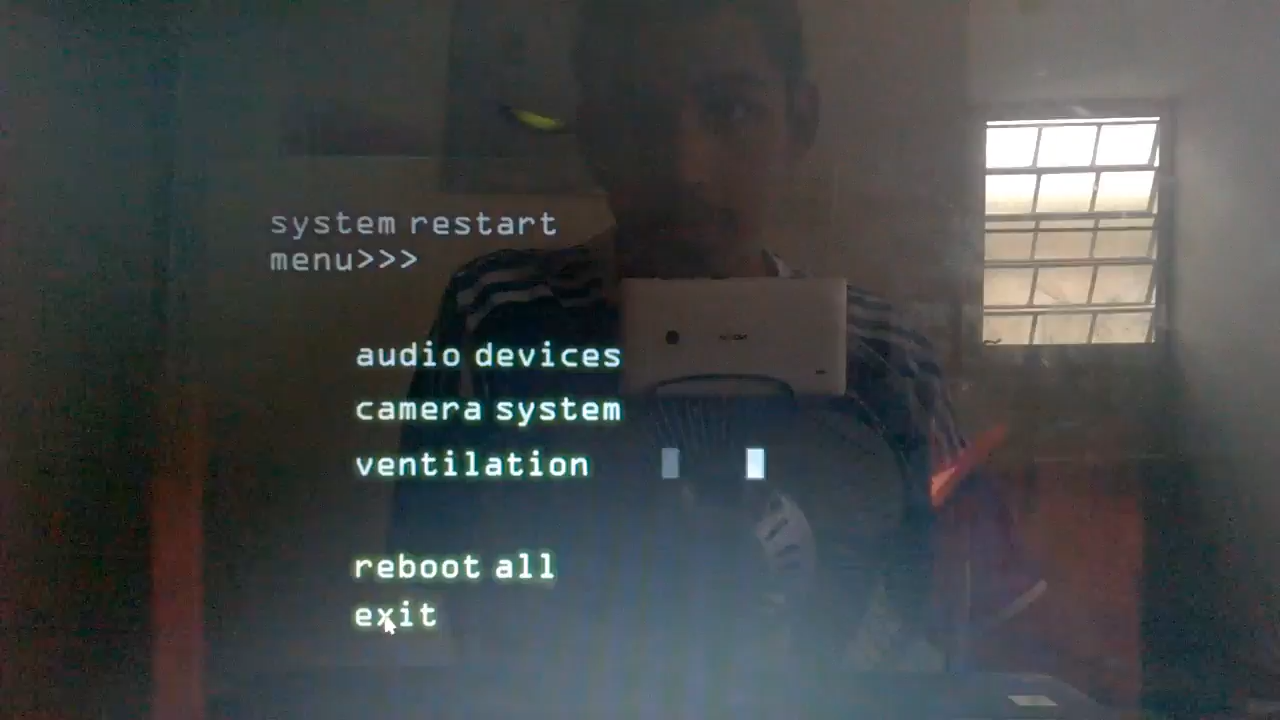 system restart
menu>>>
audio devices
camera system
ventilation
reboot all
exit